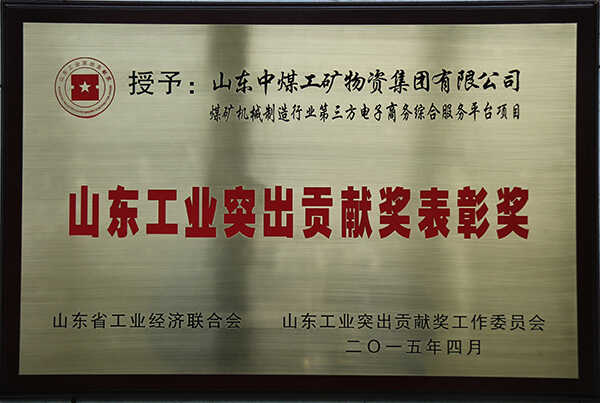 授予：山东中煤工矿物资集团有限公司
煤矿机械制造行业第三方电子商务综合服务平台项目
山东工业突出贡献奖表彰奖
山东省工业经济联合会
山东工业突出贡献奖工作委员会
二〇一五年四月